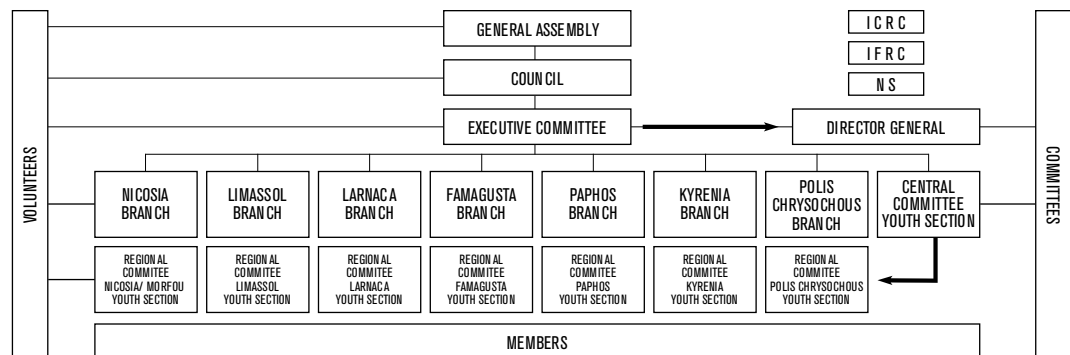 GENERAL ASSEMBLY
ICRC
IFRC
COUNCIL
NS
EXECUTIVE COMMITTEE
DIRECTOR GENERAL
VOLUNTEERS
COMMITTEES
NICOSIA
BRANCH
LIMASSOL
BRANCH
LARNACA
BRANCH
FAMAGUSTA
BRANCH
PAPHOS
BRANCH
KYRENIA
BRANCH
POLIS
CHRYSOCHOUS
BRANCH
CENTRAL
COMMITTEE
YOUTH SECTION
REGIONAL
COMMITEE
NICOSIA/ MORFOU
YOUTH SECTION
REGIONAL
COMMITEE
LIMASSOL
YOUTH SECTION
REGIONAL
COMMITEE
LARNACA
YOUTH SECTION
REGIONAL
COMMITEE
FAMAGUSTA
YOUTH SECTION
REGIONAL
COMMITEE
PAPHOS
YOUTH SECTION
REGIONAL
COMMITEE
KYRENIA
YOUTH SECTION
REGIONAL
COMMITEE
POLIS CHRYSOCHOUS
YOUTH SECTION
MEMBERS